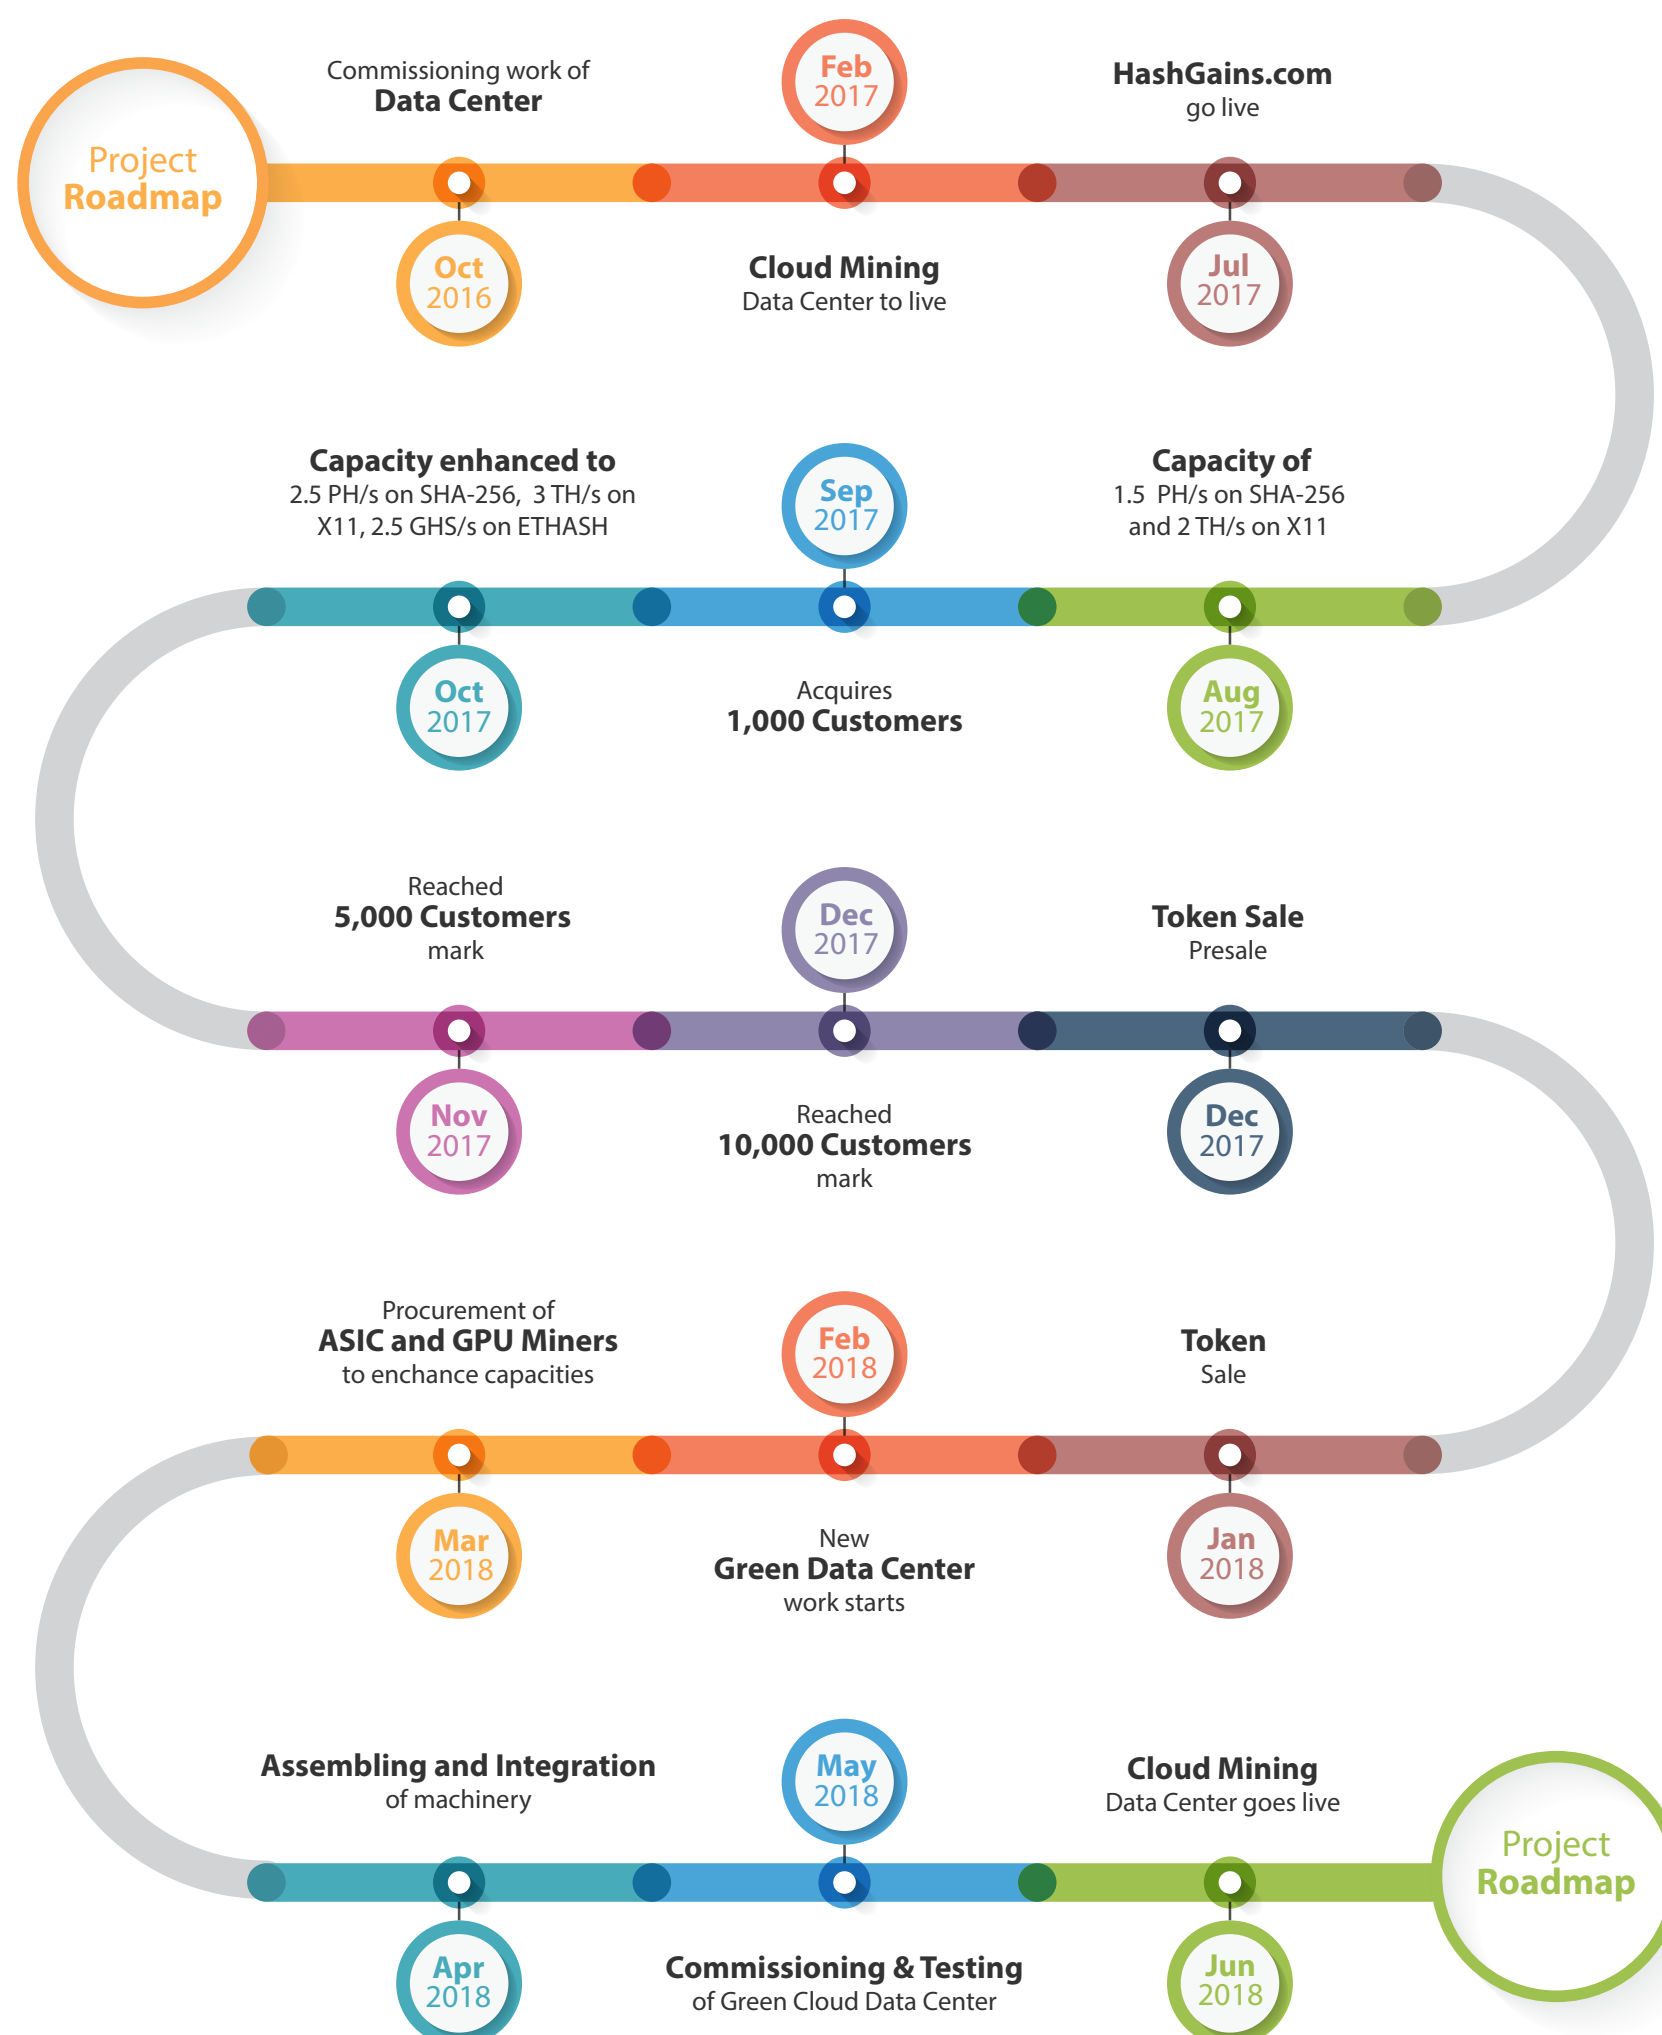 Project
Roadmap
Commissioning work of
Data Center
Oct
2016
Feb
2017
Cloud Mining
Data Center to live
HashGains.com
go live
Jul
2017
Capacity of
1.5 PH/s on SHA-256
and 2 TH/s on X11
Aug
2017
Sep
2017
Acquires
1,000 Customers
Capacity enhanced to
2.5 PH/s on SHA-256, 3 TH/s on
X11, 2.5 GHS/s on ETHASH
Oct
2017
Reached
5,000 Customers
mark
Nov
2017
Dec
2017
Reached
10,000 Customers
mark
Token Sale
Presale
Dec
2017
Token
Sale
Jan
2018
Feb
2018
New
Green Data Center
work starts
Procurement of
ASIC and GPU Miners
to enchance capacities
Mar
2018
Assembling and Integration
of machinery
Apr
2018
May
2018
Commissioning & Testing
of Green Cloud Data Center
Cloud Mining
Data Center goes live
Jun
2018
Project
Roadmap